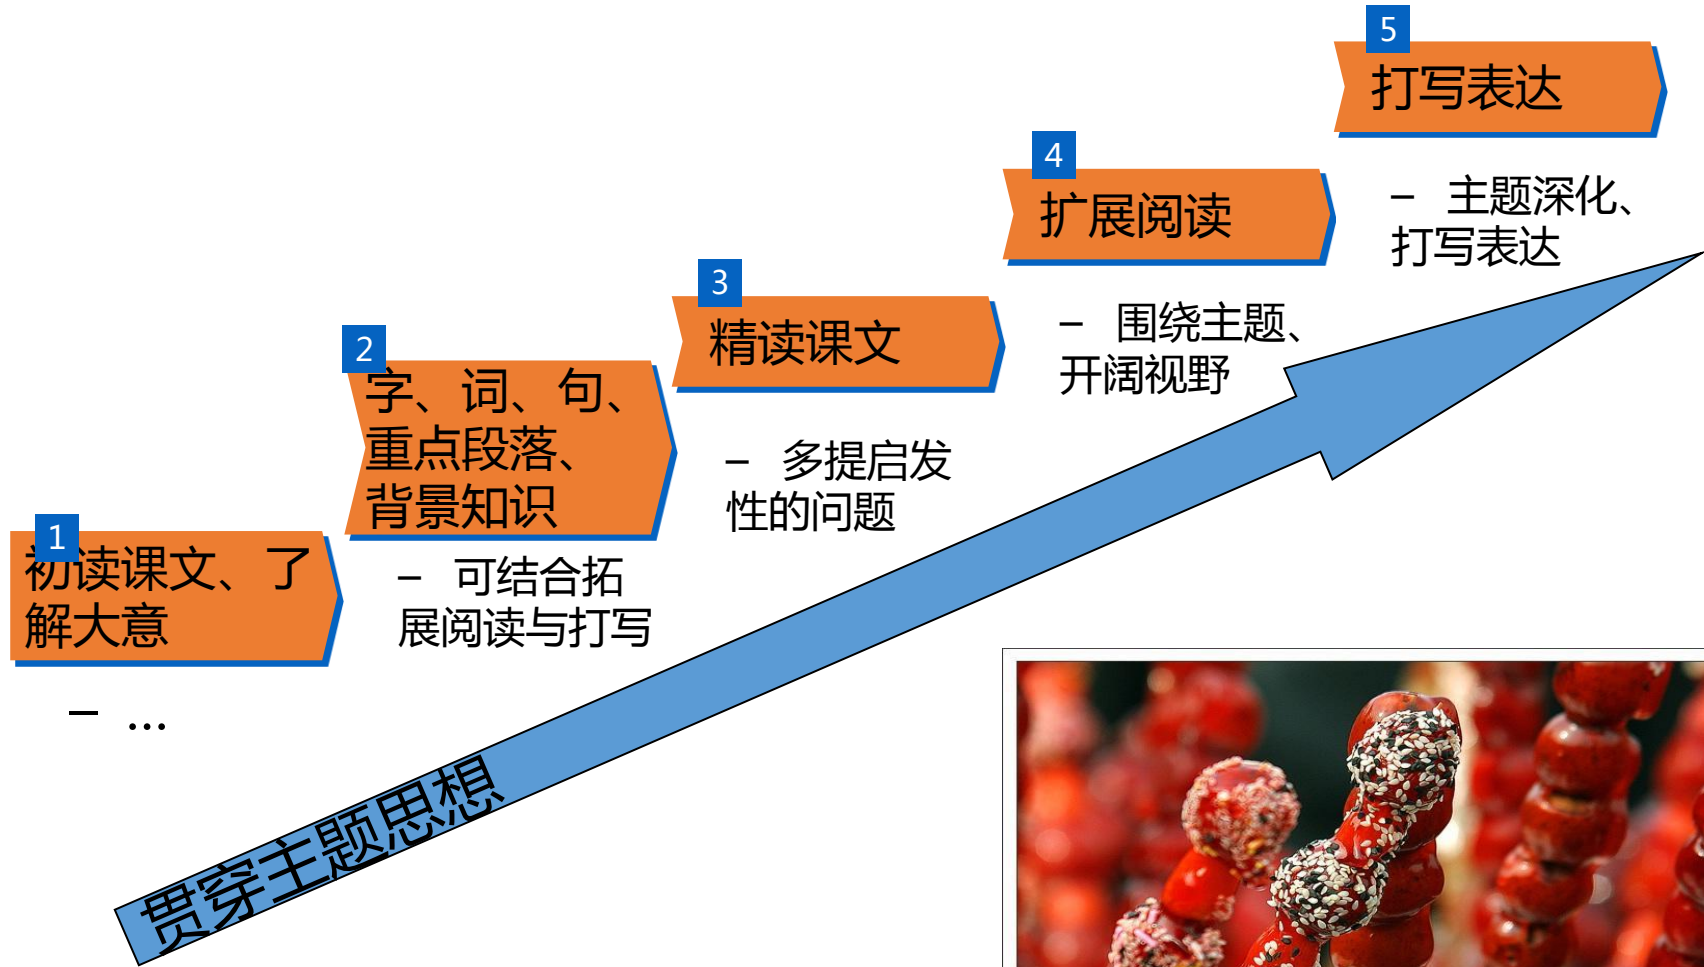 1
初读课文、了
解大意
– ...
2
字、词、句、
重点段落、
背景知识
– 可结合拓
展阅读与打写
3
精读课文
– 多提启发
性的问题
4
扩展阅读
– 围绕主题、
开阔视野
5
打写表达
– 主题深化、
打写表达
贯穿主题思想